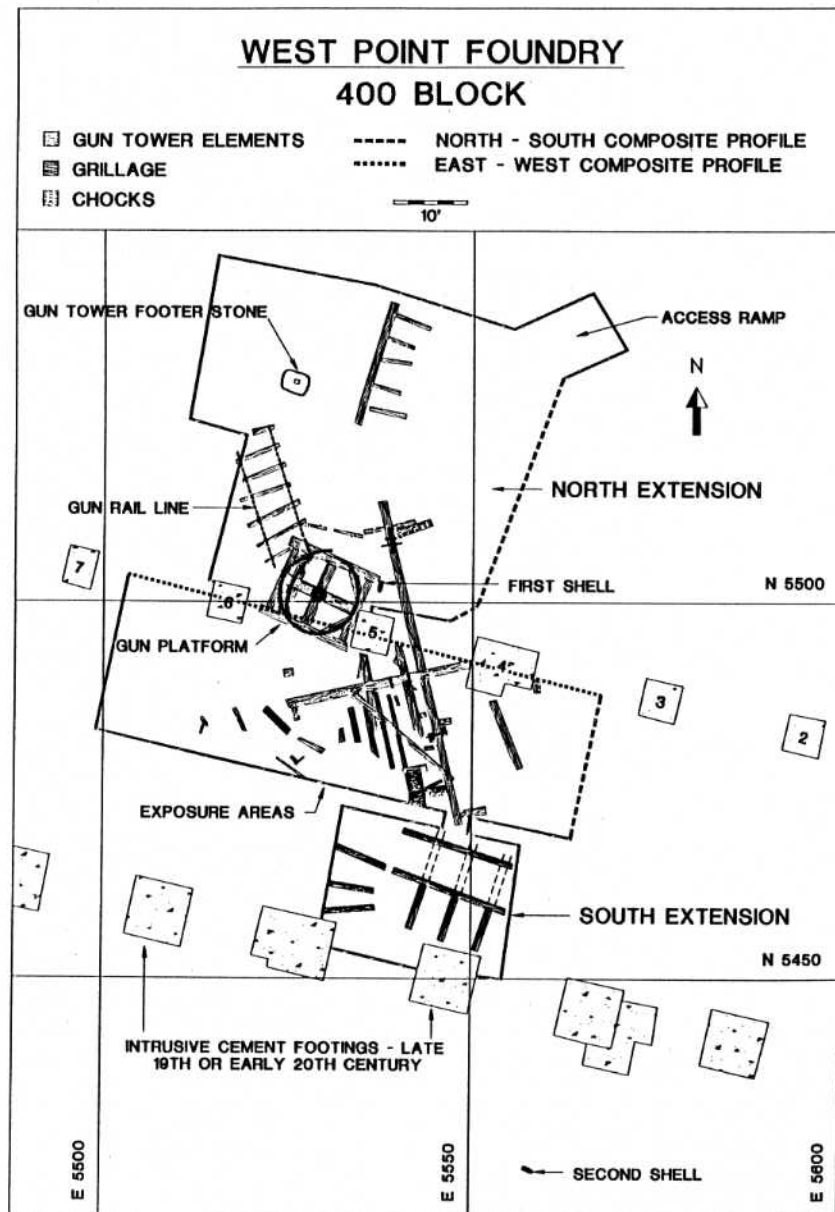 WEST POINT FOUNDRY
400 BLOCK
GUN TOWER ELEMENTS
GRILLAGE
CHOCKS
NORTH - SOUTH COMPOSITE PROFILE
EAST - WEST COMPOSITE PROFILE
10'
GUN TOWER FOOTER STONE
ACCESS RAMP
N
GUN RAIL LINE
NORTH EXTENSION
7
FIRST SHELL
N 5500
6
5
GUN PLATFORM
4
3
2
EXPOSURE AREAS
SOUTH EXTENSION
N 5450
INTRUSIVE CEMENT FOOTINGS - LATE
19TH OR EARLY 20TH CENTURY
E 5500
E 5550
E 5600
SECOND SHELL